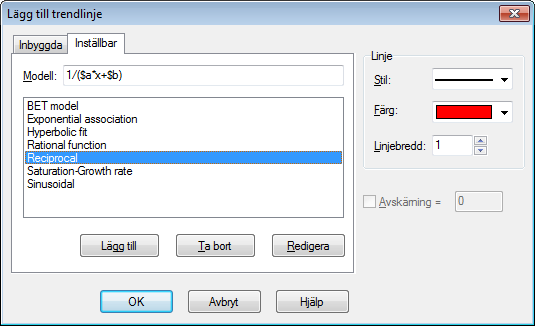 Lägg till trendlinje
Inbyggda Inställbar
Modell: 1/($a*x+$b)
BET model
Exponential association
Hyperbolic fit
Rational function
Reciprocal
Saturation-Growth rate
Sinusoidal
Lägg till Ta bort Redigera
Linje
Stil:
Färg:
Linjebredd: 1
Avskärning = 0
OK Avbryt Hjälp